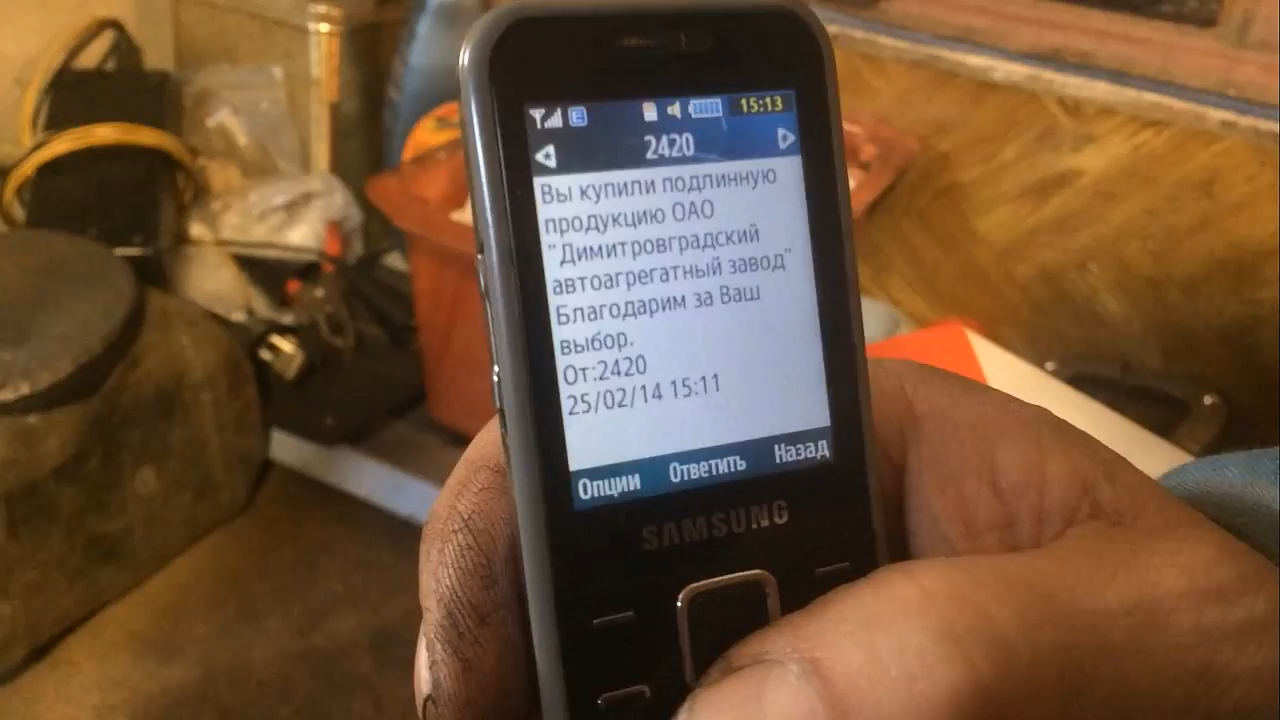 15:13
2420
Вы купили подлинную
продукцию ОАО
"Димитровградский
автоагрегатный завод"
Благодарим за Ваш
выбор.
От:2420
25/02/14 15:11
Опции Ответить Назад
SAMSUNG